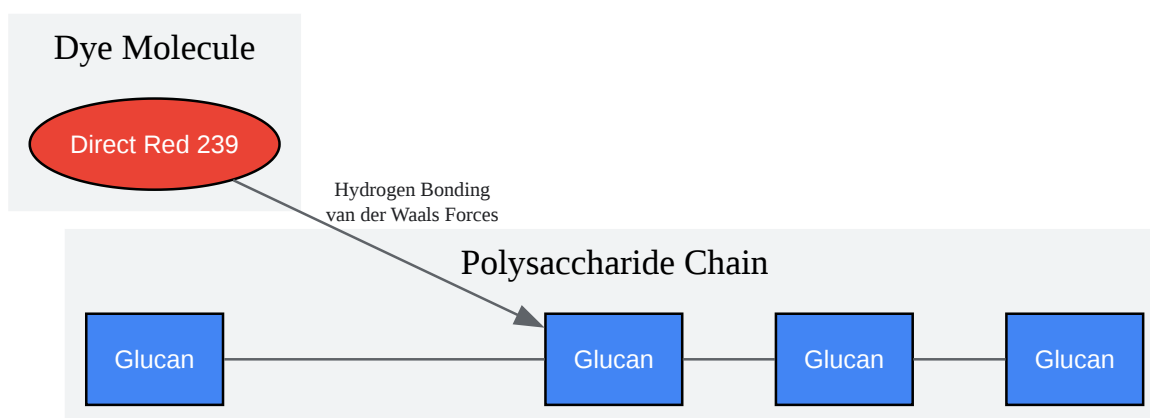 Dye Molecule
Direct Red 239
Hydrogen Bonding
van der Waals Forces
Polysaccharide Chain
Glucan
Glucan
Glucan
Glucan